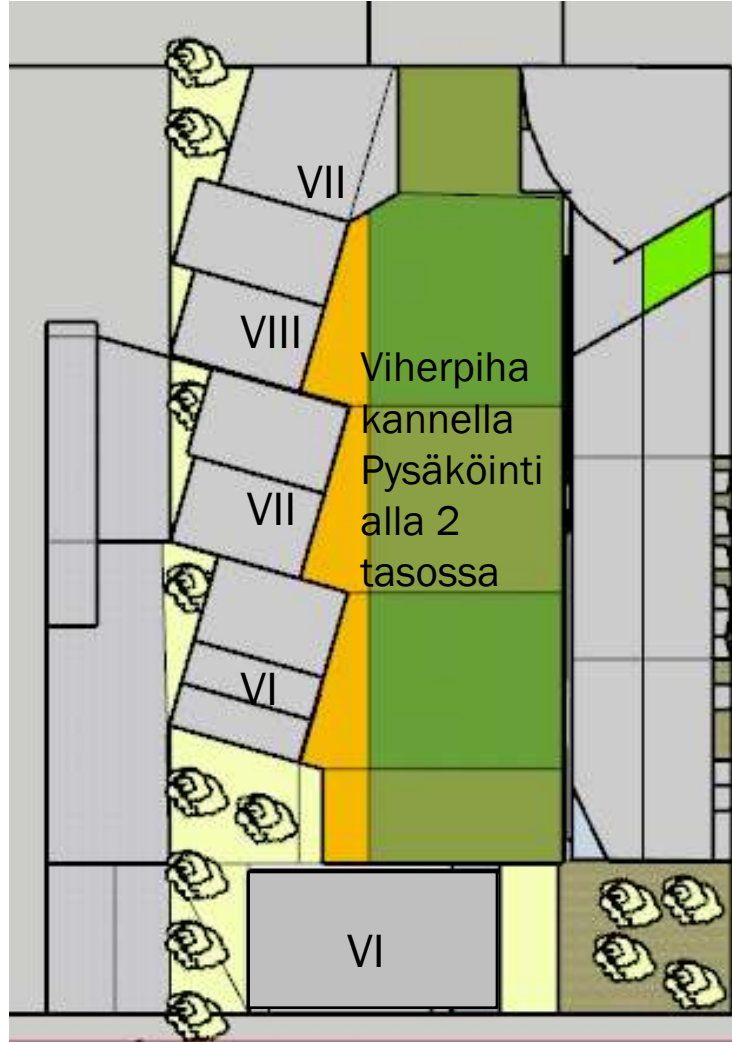 VII
VIII
Viherpiha
kannella
Pysäköinti
alla 2
tasossa
VII
VI
VI